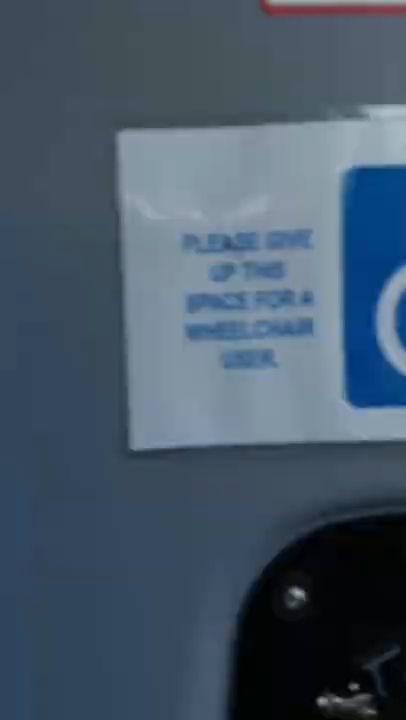 PLEASE GIVE
UP THIS
SPACE FOR A
WHEELCHAIR
USER.